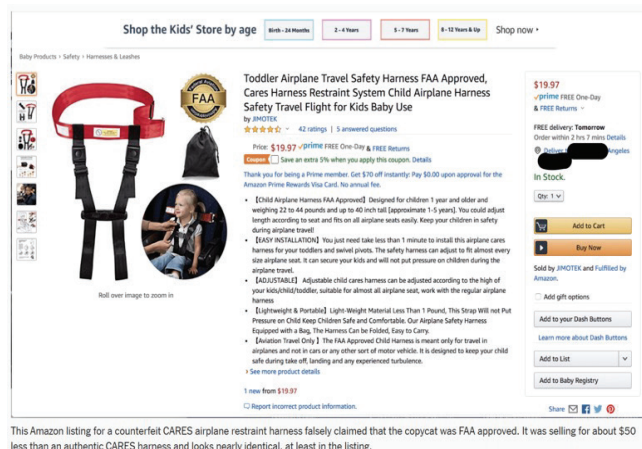 Shop the Kids' Store by age
Birth - 24 Months
2 - 4 Years
5 - 7 Years
8 - 12 Years & Up
Shop now
Baby Products › Safety › Harnesses & Leashes
Toddler Airplane Travel Safety Harness FAA Approved,
Cares Harness Restraint System Child Airplane Harness
Safety Travel Flight for Kids Baby Use
by JIMOTEK
42 ratings | 5 answered questions
Price: $19.97 prime FREE One-Day & FREE Returns
Coupon Save an extra 5% when you apply this coupon. Details
Thank you for being a Prime member. Get $70 off instantly: Pay $0.00 upon approval for the
Amazon Prime Rewards Visa Card. No annual fee.
• 【Child Airplane Harness FAA Approved】Designed for children 1 year and older and
weighing 22 to 44 pounds and up to 40 inch tall [approximate 1-5 years]. You could adjust
length according to seat and fits on all airplane seats easily. Keep your children in safety
during airplane travel!
• 【EASY INSTALLATION】You just need take less than 1 minute to install this airplane cares
harness for your toddlers and swivel pivots. The safety harness can adjust to fit almost every
size airplane seat. It can secure your kids and will not put pressure on children during the
airplane travel.
• 【ADJUSTABLE】Adjustable child cares harness can be adjusted according to the high of
your kids/child/toddler, suitable for almost all airplane seat, work with the regular airplane
harness
• 【Lightweight & Portable】Light-Weight Material Less Than 1 Pound, This Strap Will not Put
Pressure on Child Keep Children Safe and Comfortable. Our Airplane Safety Harness
Equipped with a Bag, The Harness Can be Folded, Easy to Carry.
• 【Aviation Travel Only】The FAA Approved Child Harness is meant only for travel in
airplanes and not in cars or any other sort of motor vehicle. It is designed to keep your child
safe during take off, landing and any experienced turbulence.
› See more product details
1 new from $19.97
Report incorrect product information.
FAA
Roll over image to zoom in
$19.97
prime FREE One-Day
& FREE Returns
FREE delivery: Tomorrow
Order within 2 hrs 7 mins Details
Deliver
Angeles
In Stock.
Qty: 1
Add to Cart
Buy Now
Sold by JIMOTEK and Fulfilled by
Amazon.
Add gift options
Add to your Dash Buttons
Learn more about Dash Buttons
Add to List
Add to Baby Registry
Share
This Amazon listing for a counterfeit CARES airplane restraint harness falsely claimed that the copycat was FAA approved. It was selling for about $50
less than an authentic CARES harness and looks nearly identical, at least in the listing.